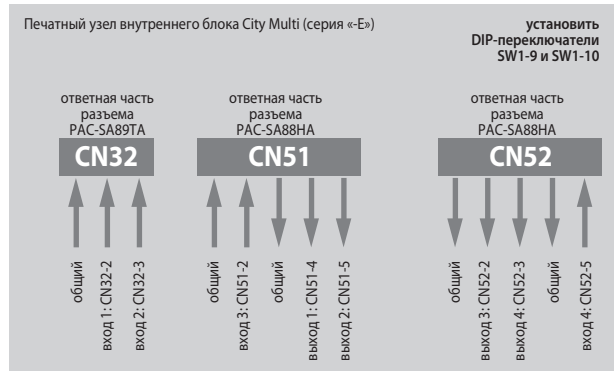 Печатный узел внутреннего блока City Multi (серия «-E»)
установить
DIP-переключатели
SW1-9 и SW1-10
ответная часть
разъема
PAC-SA89TA
CN32
общий
вход 1: CN32-2
вход 2: CN32-3
ответная часть
разъема
PAC-SA88HA
CN51
общий
вход 3: CN51-2
общий
выход 1: CN51-4
выход 2: CN51-5
ответная часть
разъема
PAC-SA88HA
CN52
общий
выход 3: CN52-2
выход 4: CN52-3
общий
вход 4: CN52-5